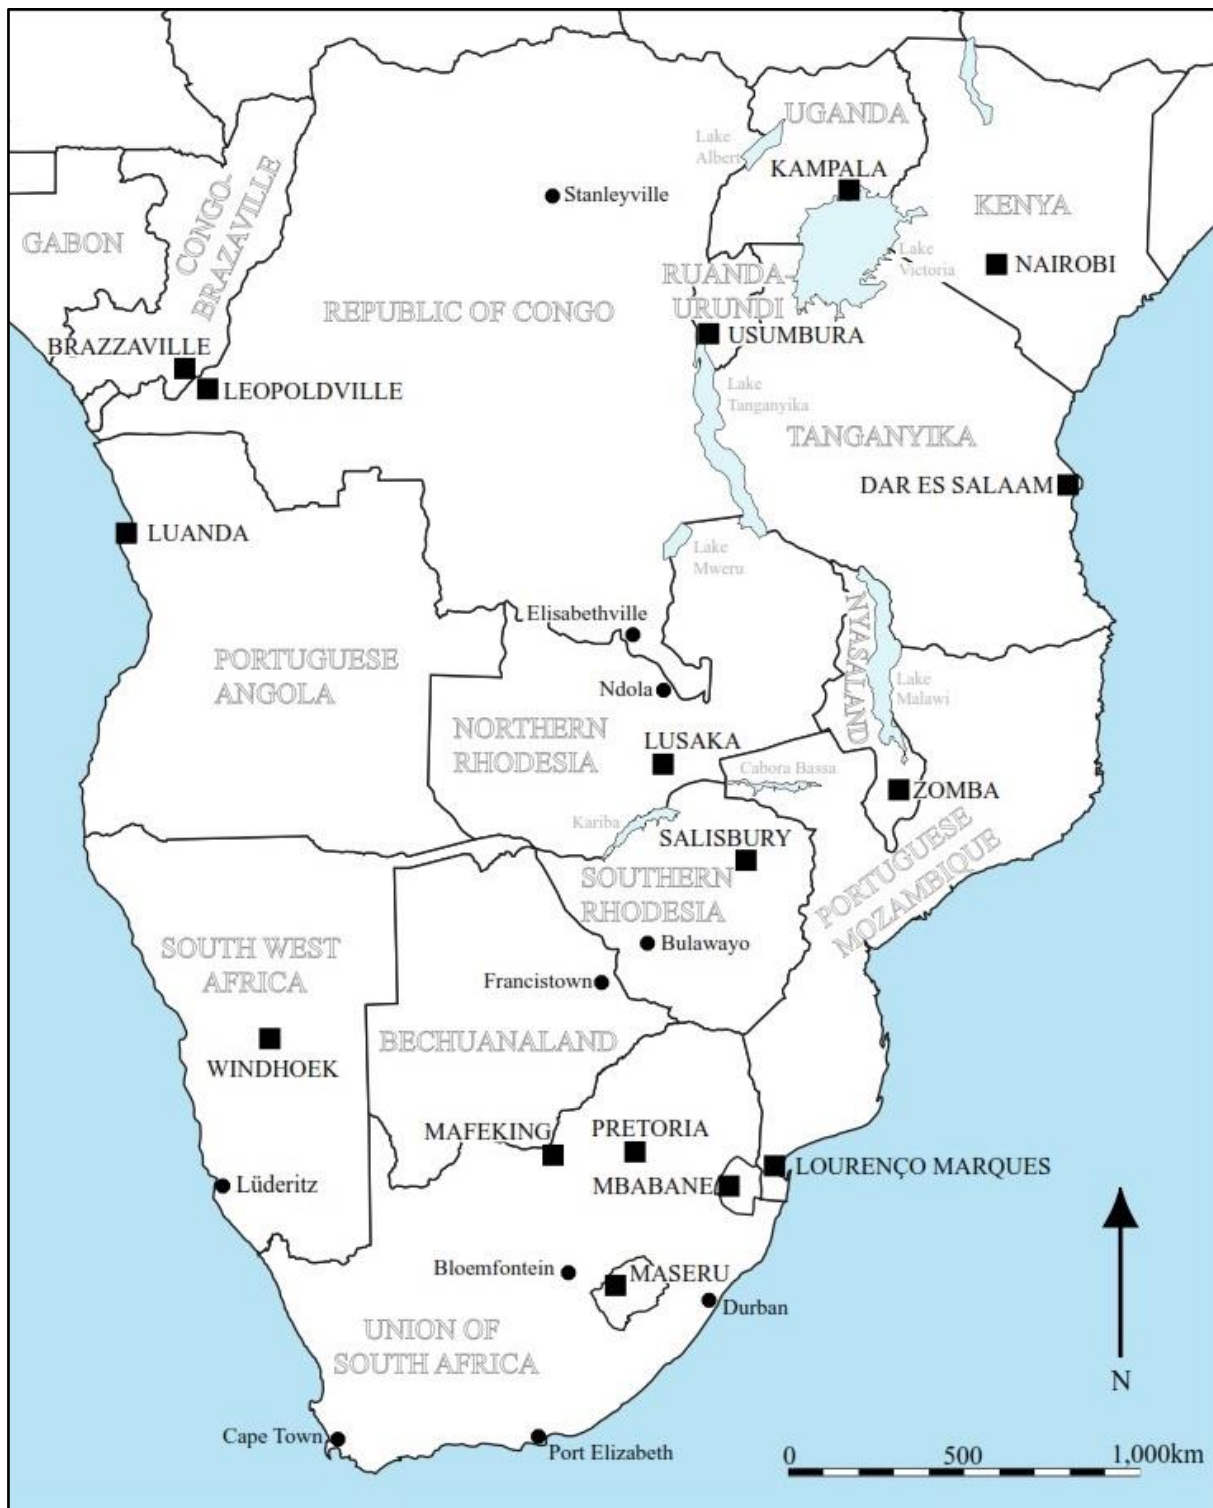 UGANDA
Lake
Albert
KAMPALA
CONGO-
BRAZAVILLE
Stanleyville
KENYA
GABON
Lake
Victoria
NAIROBI
RUANDA-
URUNDI
REPUBLIC OF CONGO
USUMBURA
BRAZZAVILLE
LEOPOLDVILLE
Lake
Tanganyika
TANGANYIKA
DAR ES SALAAM
LUANDA
Lake
Mweru
Elisabethville
NYASALAND
PORTUGUESE
ANGOLA
Ndola
Lake
Malawi
NORTHERN
RHODESIA
LUSAKA
Cabora Bassa
ZOMBA
Kariba
SALISBURY
PORTUGUESE
MOZAMBIQUE
SOUTHERN
RHODESIA
SOUTH WEST
AFRICA
Bulawayo
Francistown
BECHUANALAND
WINDHOEK
MAFEKING
PRETORIA
LOURENÇO MARQUES
MBABANE
Lüderitz
Bloemfontein
MASERU
Durban
UNION OF
SOUTH AFRICA
N
Cape Town
Port Elizabeth
0 500 1,000km